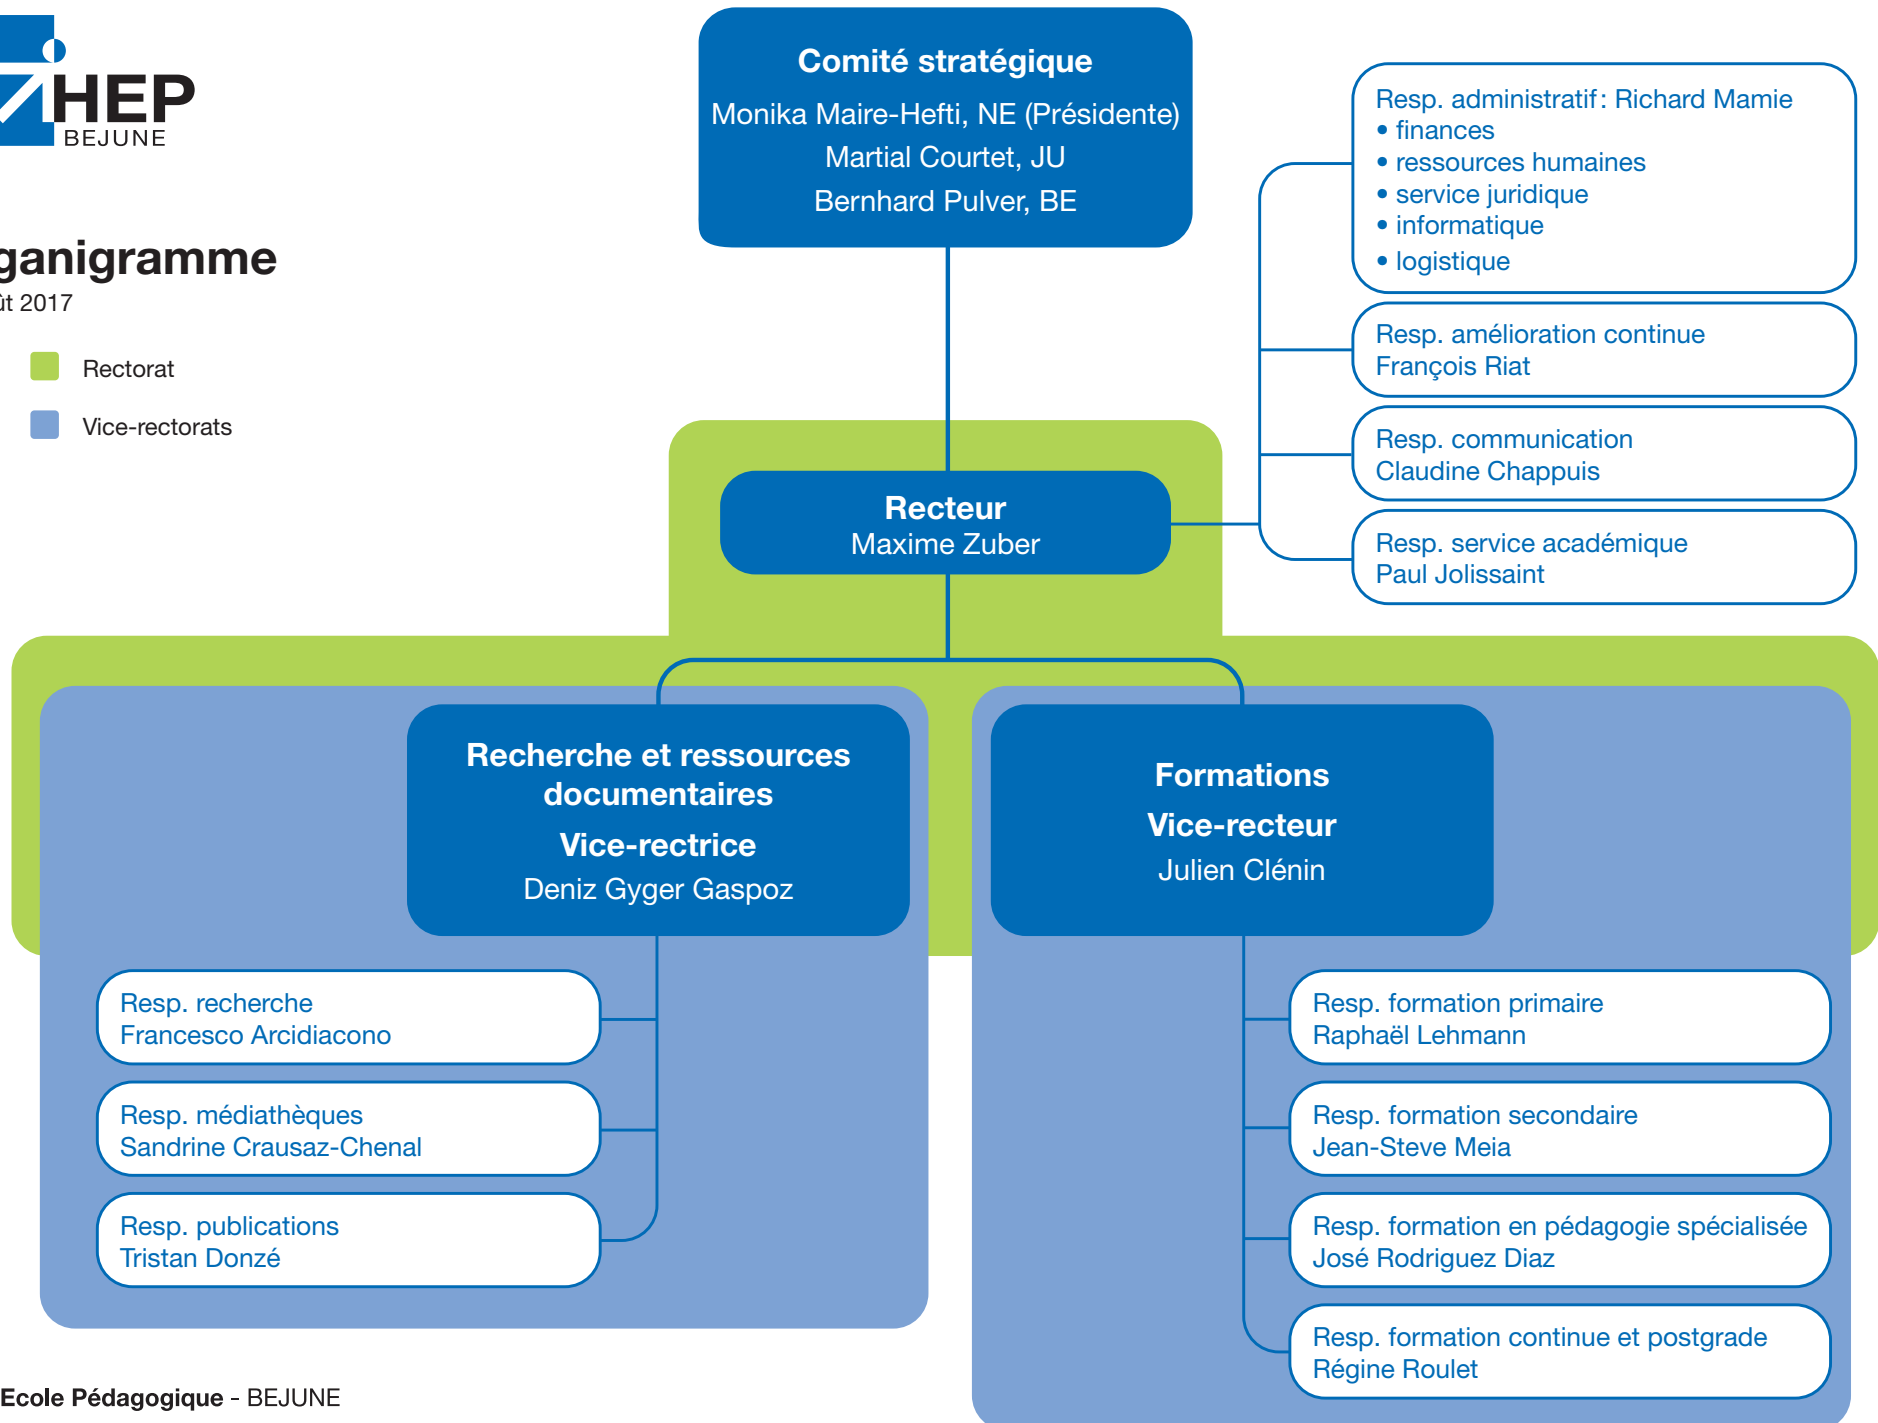 HEP
BEJUNE
ganigramme
ût 2017
Rectorat
Vice-rectorats
Comité stratégique
Monika Maire-Hefti, NE (Présidente)
Martial Courtet, JU
Bernhard Pulver, BE
Resp. administratif : Richard Mamie
• finances
• ressources humaines
• service juridique
• informatique
• logistique
Resp. amélioration continue
François Riat
Resp. communication
Claudine Chappuis
Resp. service académique
Paul Jolissaint
Recteur
Maxime Zuber
Recherche et ressources
documentaires
Vice-rectrice
Deniz Gyger Gaspoz
Formations
Vice-recteur
Julien Clénin
Resp. recherche
Francesco Arcidiacono
Resp. médiathèques
Sandrine Crausaz-Chenal
Resp. publications
Tristan Donzé
Resp. formation primaire
Raphaël Lehmann
Resp. formation secondaire
Jean-Steve Meia
Resp. formation en pédagogie spécialisée
José Rodriguez Diaz
Resp. formation continue et postgrade
Régine Roulet
Ecole Pédagogique - BEJUNE